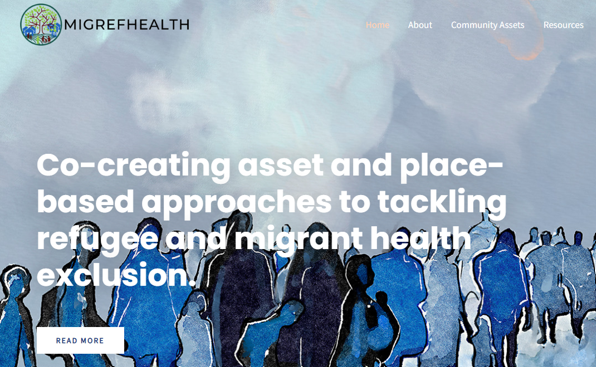 MIGREFHEALTH
Home About Community Assets Resources
Co-creating asset and place-
based approaches to tackling
refugee and migrant health
exclusion.
READ MORE